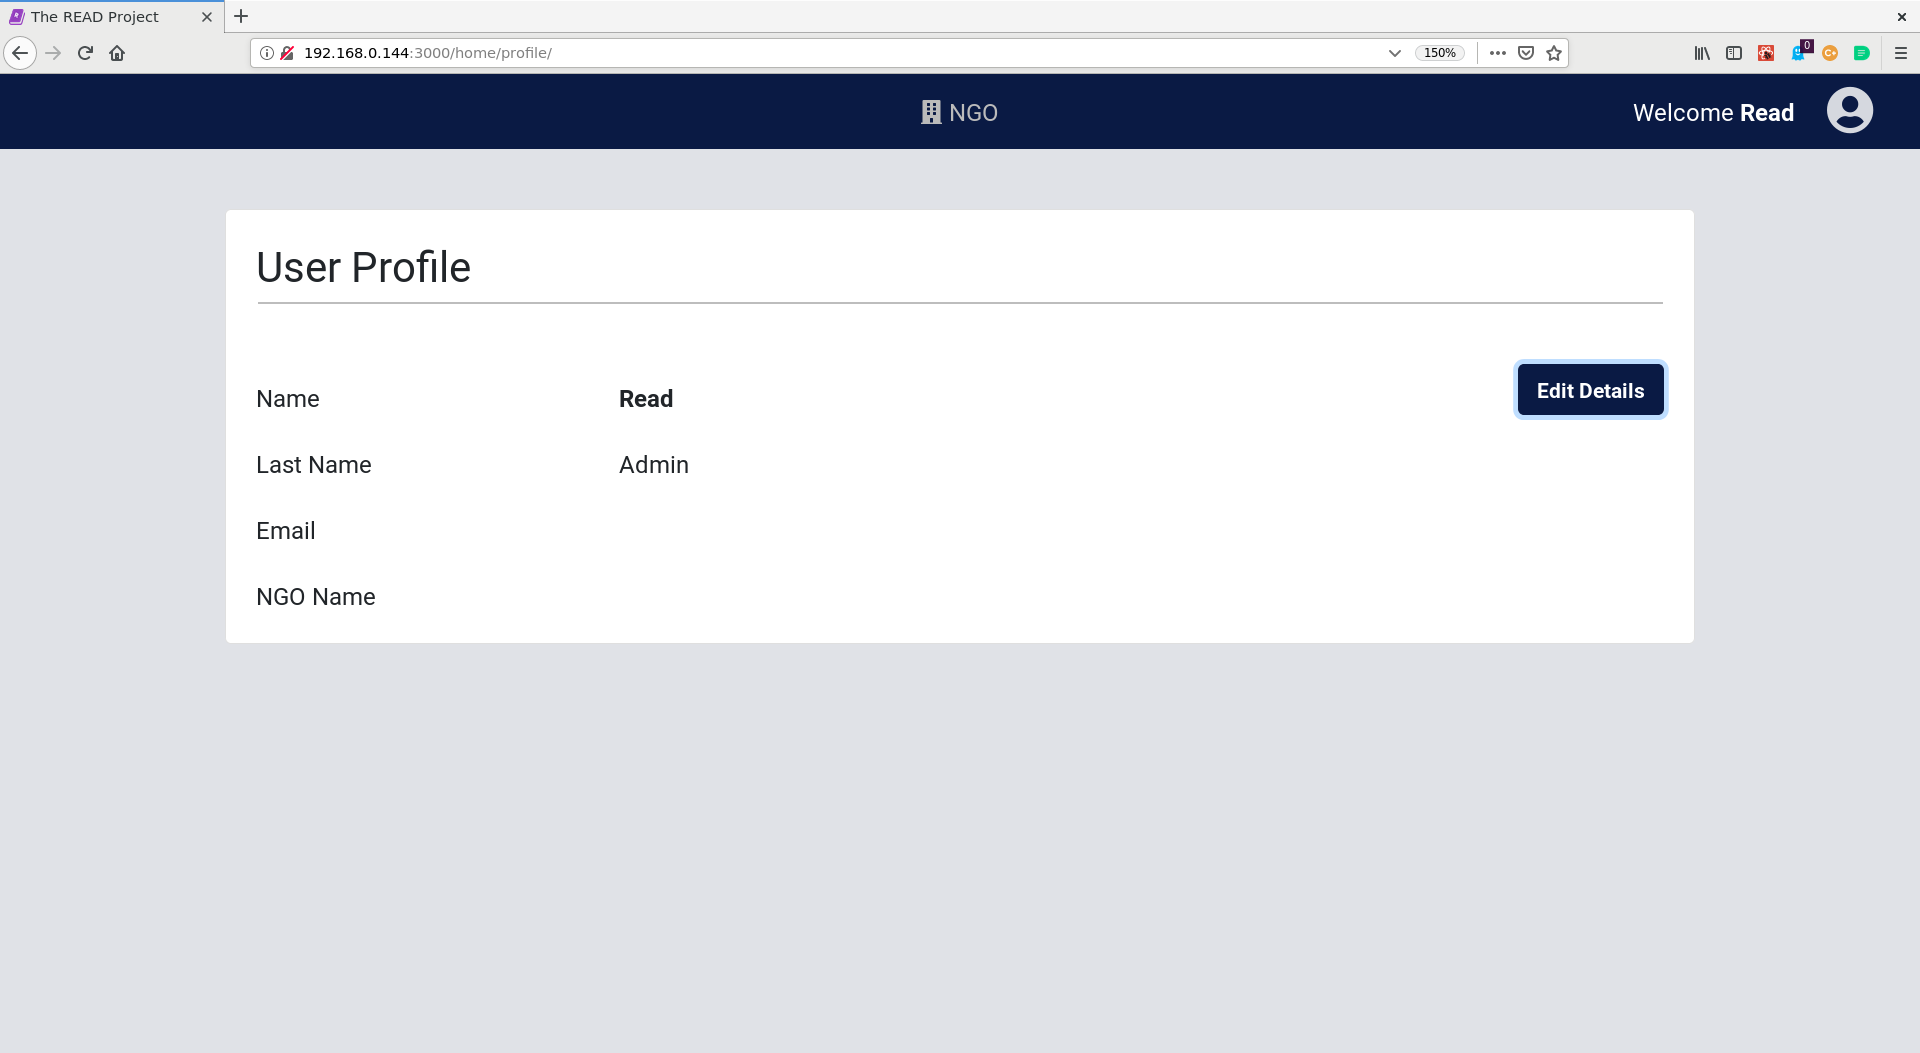 The READ Project
192.168.0.144:3000/home/profile/
150%
0
C+
NGO
Welcome Read
User Profile
Name
Read
Edit Details
Last Name
Admin
Email
NGO Name